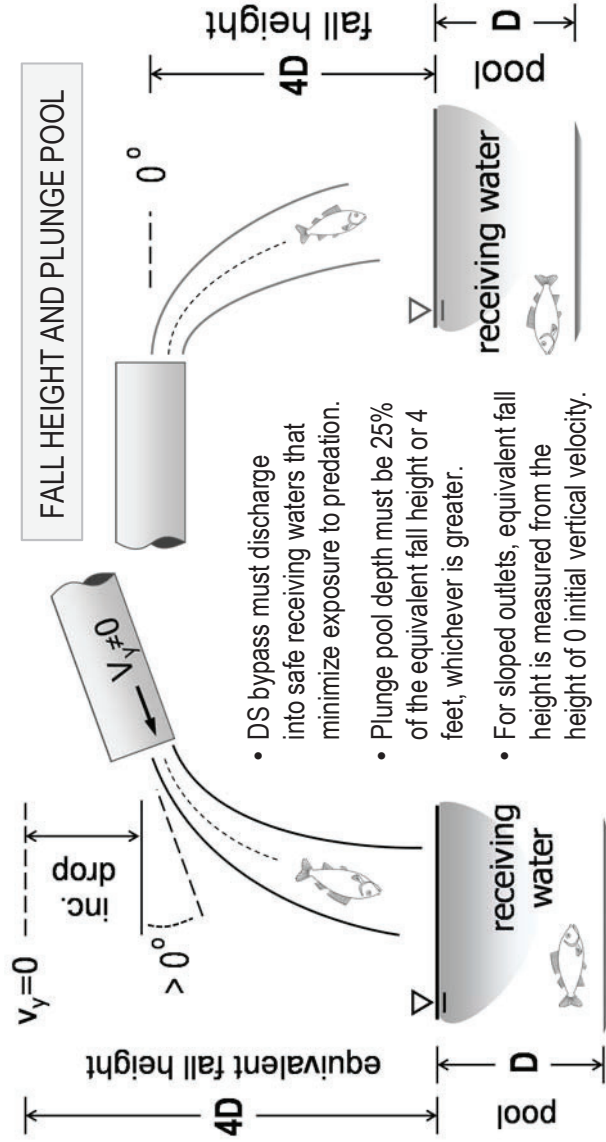 FALL HEIGHT AND PLUNGE POOL
vy=0
inc.
drop
> 0°
Vy≠0
equivalent fall height
4D
receiving
water
D
pool
• DS bypass must discharge
into safe receiving waters that
minimize exposure to predation.
• Plunge pool depth must be 25%
of the equivalent fall height or 4
feet, whichever is greater.
• For sloped outlets, equivalent fall
height is measured from the
height of 0 initial vertical velocity.
0°
4D
fall height
receiving water
D
pool